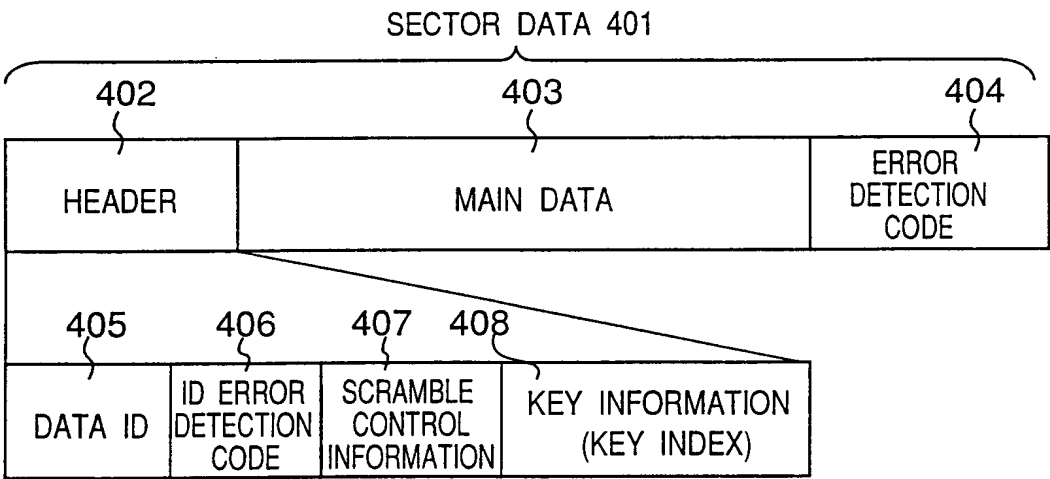 SECTOR DATA 401
402
403
404
HEADER
MAIN DATA
ERROR
DETECTION
CODE
405
406
407
408
DATA ID
ID ERROR
DETECTION
CODE
SCRAMBLE
CONTROL
INFORMATION
KEY INFORMATION
(KEY INDEX)